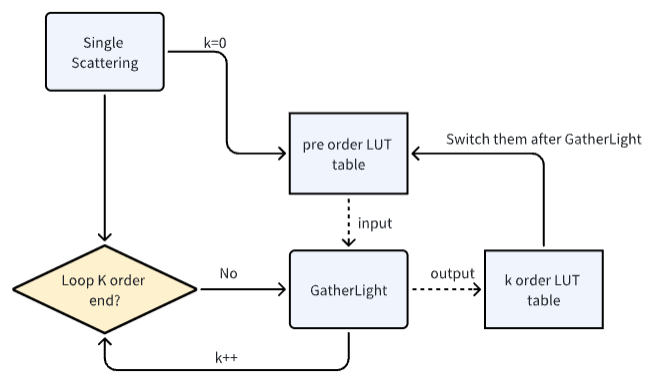 Single
Scattering
k=0
pre order LUT
table
Switch them after GatherLight
input
Loop K order
end?
No
GatherLight
output
k order LUT
table
k++